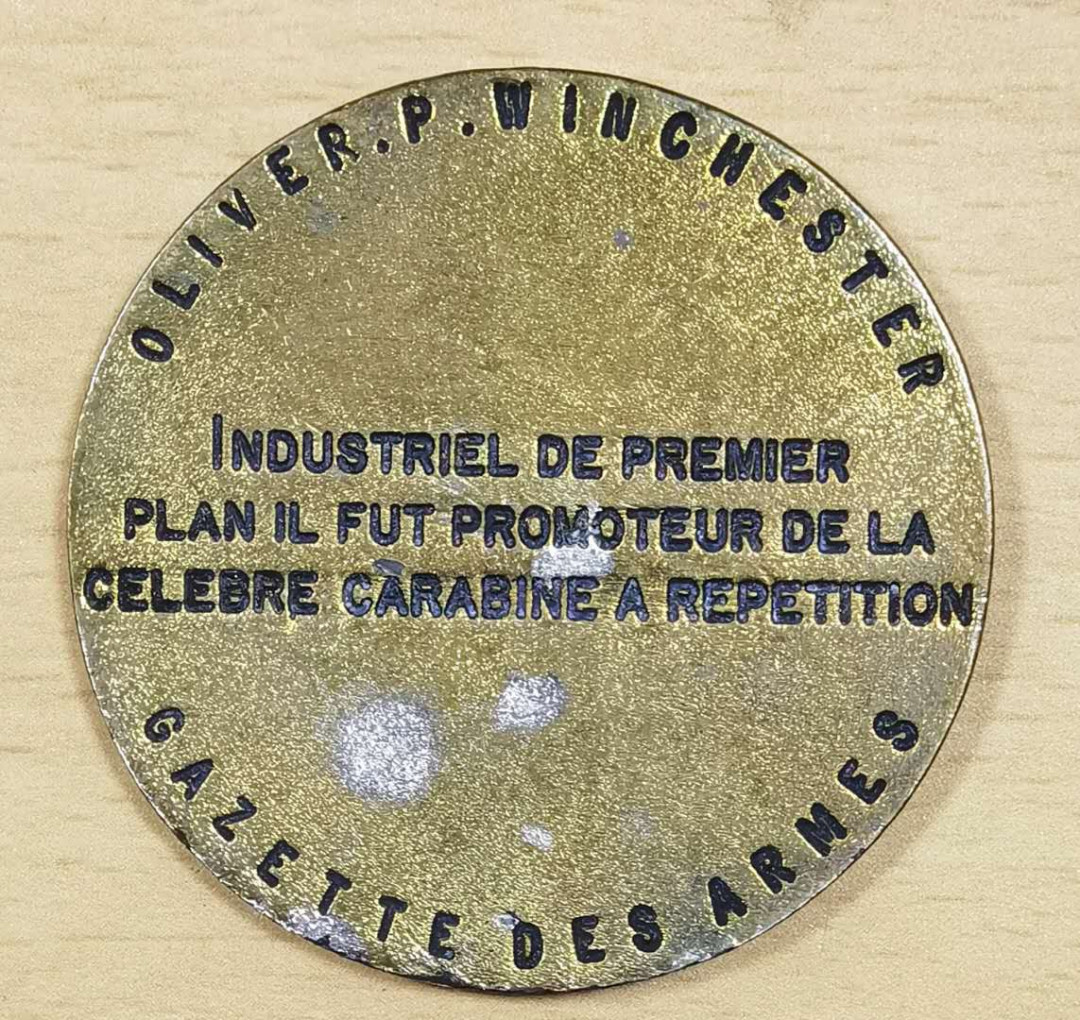 OLIVER.P.WINCHESTER
INDUSTRIEL DE PREMIER
PLAN IL FUT PROMOTEUR DE LA
CELEBRE CARABINE A REPETITION
GAZETTE DES ARMES